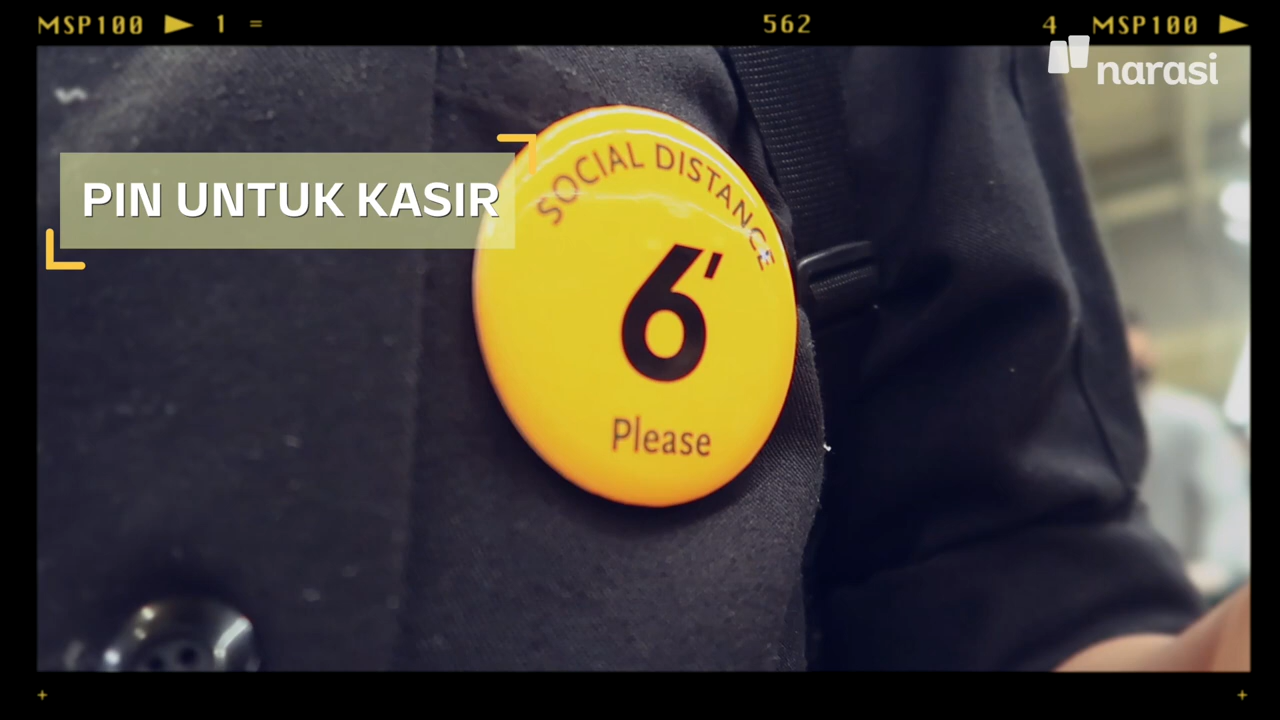 MSP100 ▶ 1 = 562 4 MSP100 ▶
narasi
PIN UNTUK KASIR
SOCIAL DISTANCE
6'
Please